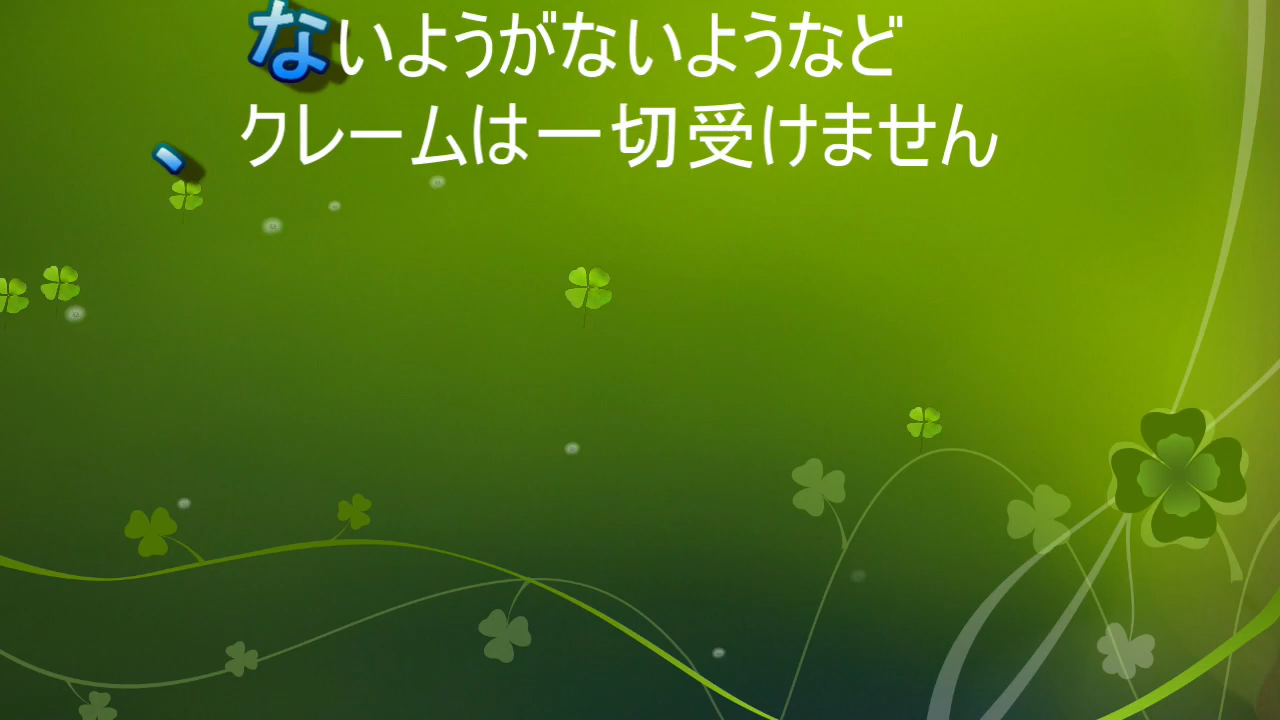 ないようがないようなど
クレームは一切受けません
、